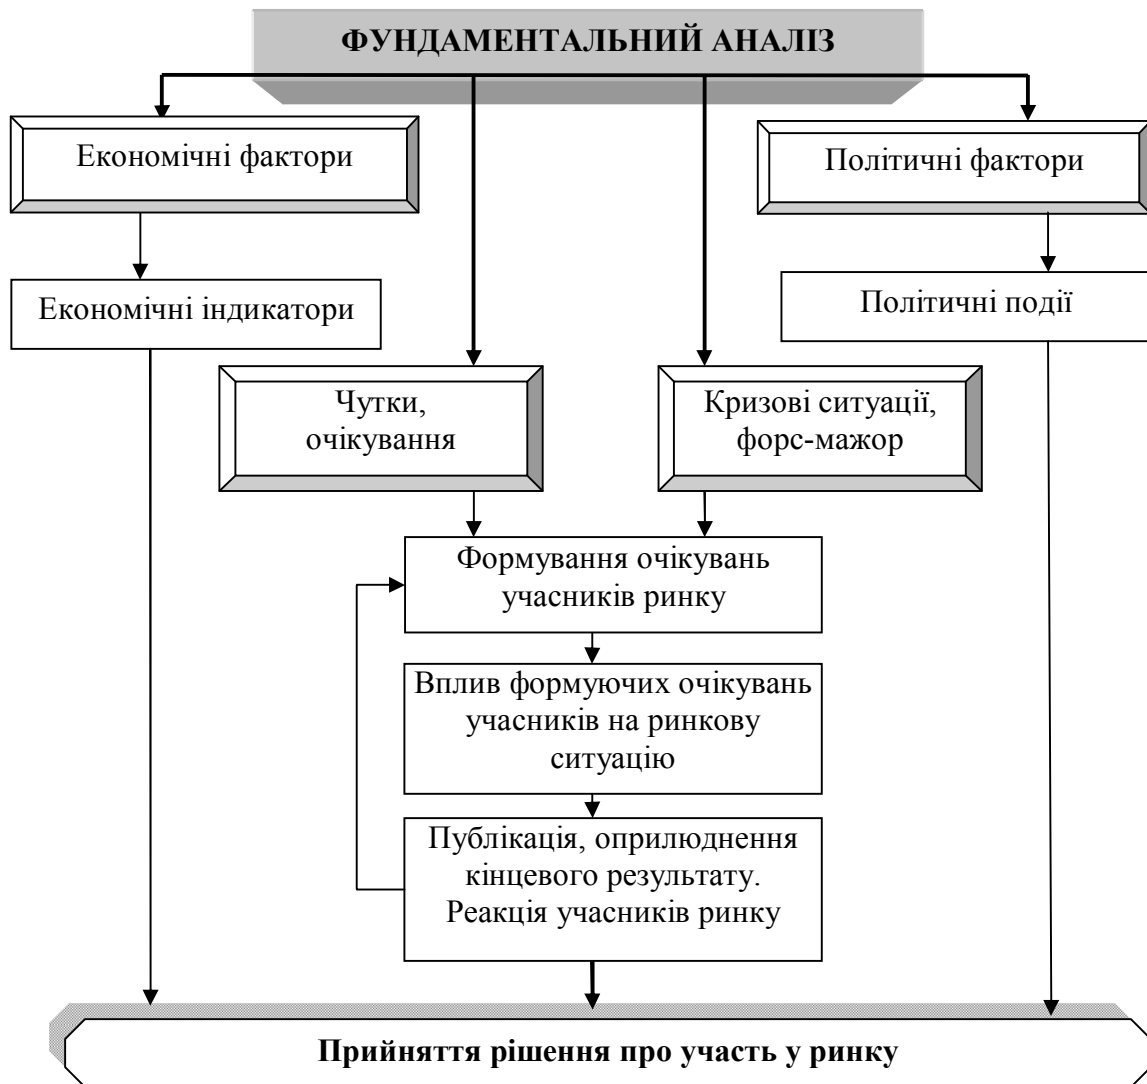 ФУНДАМЕНТАЛЬНИЙ АНАЛІЗ
Економічні фактори
Політичні фактори
Економічні індикатори
Політичні події
Чутки,
очікування
Кризові ситуації,
форс-мажор
Формування очікувань
учасників ринку
Вплив формуючих очікувань
учасників на ринкову
ситуацію
Публікація, оприлюднення
кінцевого результату.
Реакція учасників ринку
Прийняття рішення про участь у ринку